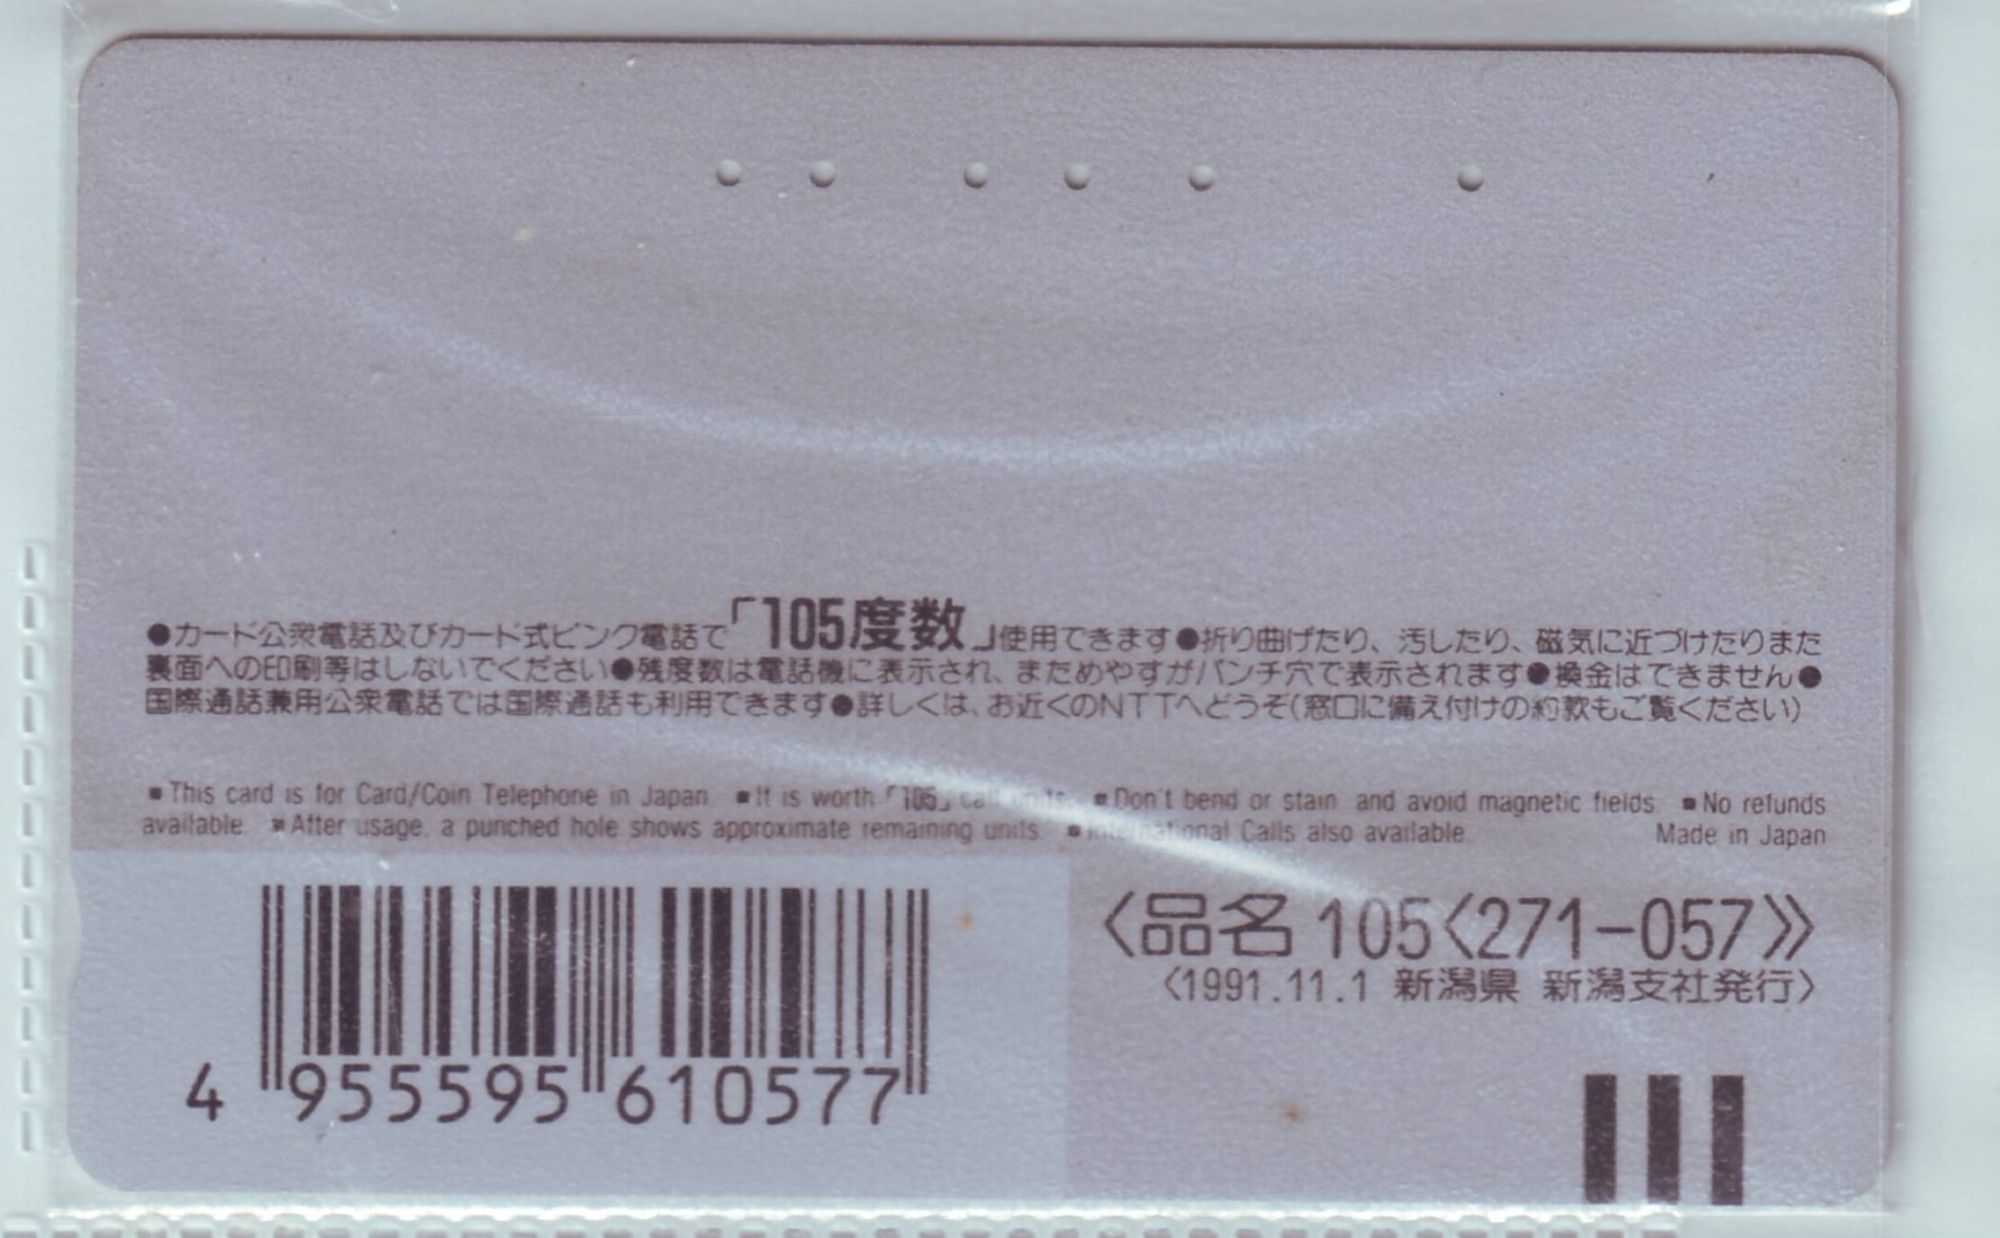 ●カード公衆電話及びカード式ピンク電話で「105度数」使用できます●折り曲げたり、汚したり、磁気に近づけたりまた
裏面への印刷等はしないでください●残度数は電話機に表示され、まためやすがパンチ穴で表示されます●換金はできません●
国際通話兼用公衆電話では国際通話も利用できます●詳しくは、お近くのNTTへどうぞ(窓口に備え付けの約款もご覧ください)
▪This card is for Card/Coin Telephone in Japan. ▪It is worth「105」call units. ▪Don't bend or stain. and avoid magnetic fields. ▪No refunds
available. ▪After usage. a punched hole shows approximate remaining units. ▪International Calls also available. Made in Japan
〈品名 105〈271-057〉〉
〈1991.11.1 新潟県 新潟支社発行〉
4 955595 610577